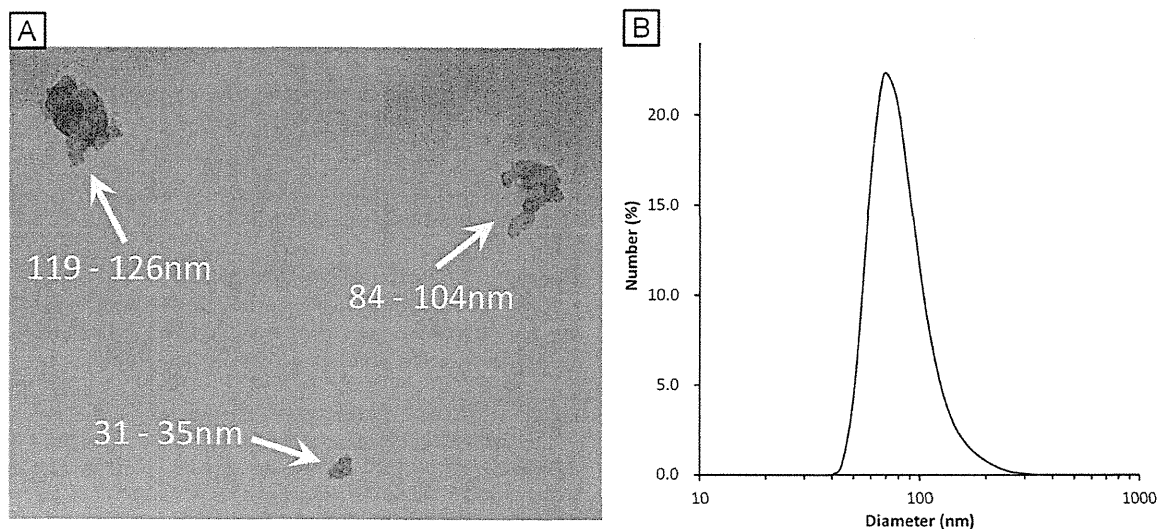 A
119 - 126nm
84 - 104nm
31 - 35nm
B
Number (%)
20.0
15.0
10.0
5.0
0.0
10
100
1000
Diameter (nm)